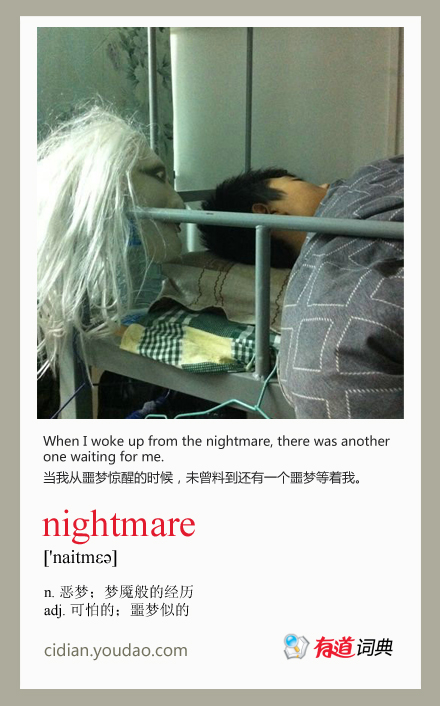 When I woke up from the nightmare, there was another
one waiting for me.
当我从噩梦惊醒的时候，未曾料到还有一个噩梦等着我。
nightmare
['naitmεə]
n. 恶梦；梦魇般的经历
adj. 可怕的；噩梦似的
cidian.youdao.com
有道词典